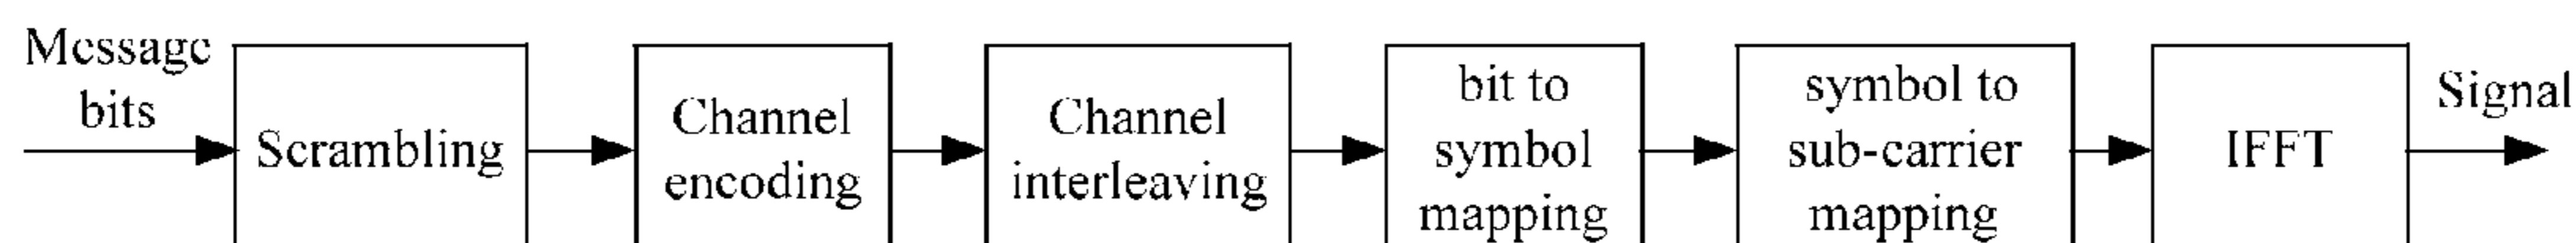 Message
bits
Scrambling
Channel
encoding
Channel
interleaving
bit to
symbol
mapping
symbol to
sub-carrier
mapping
IFFT
Signal